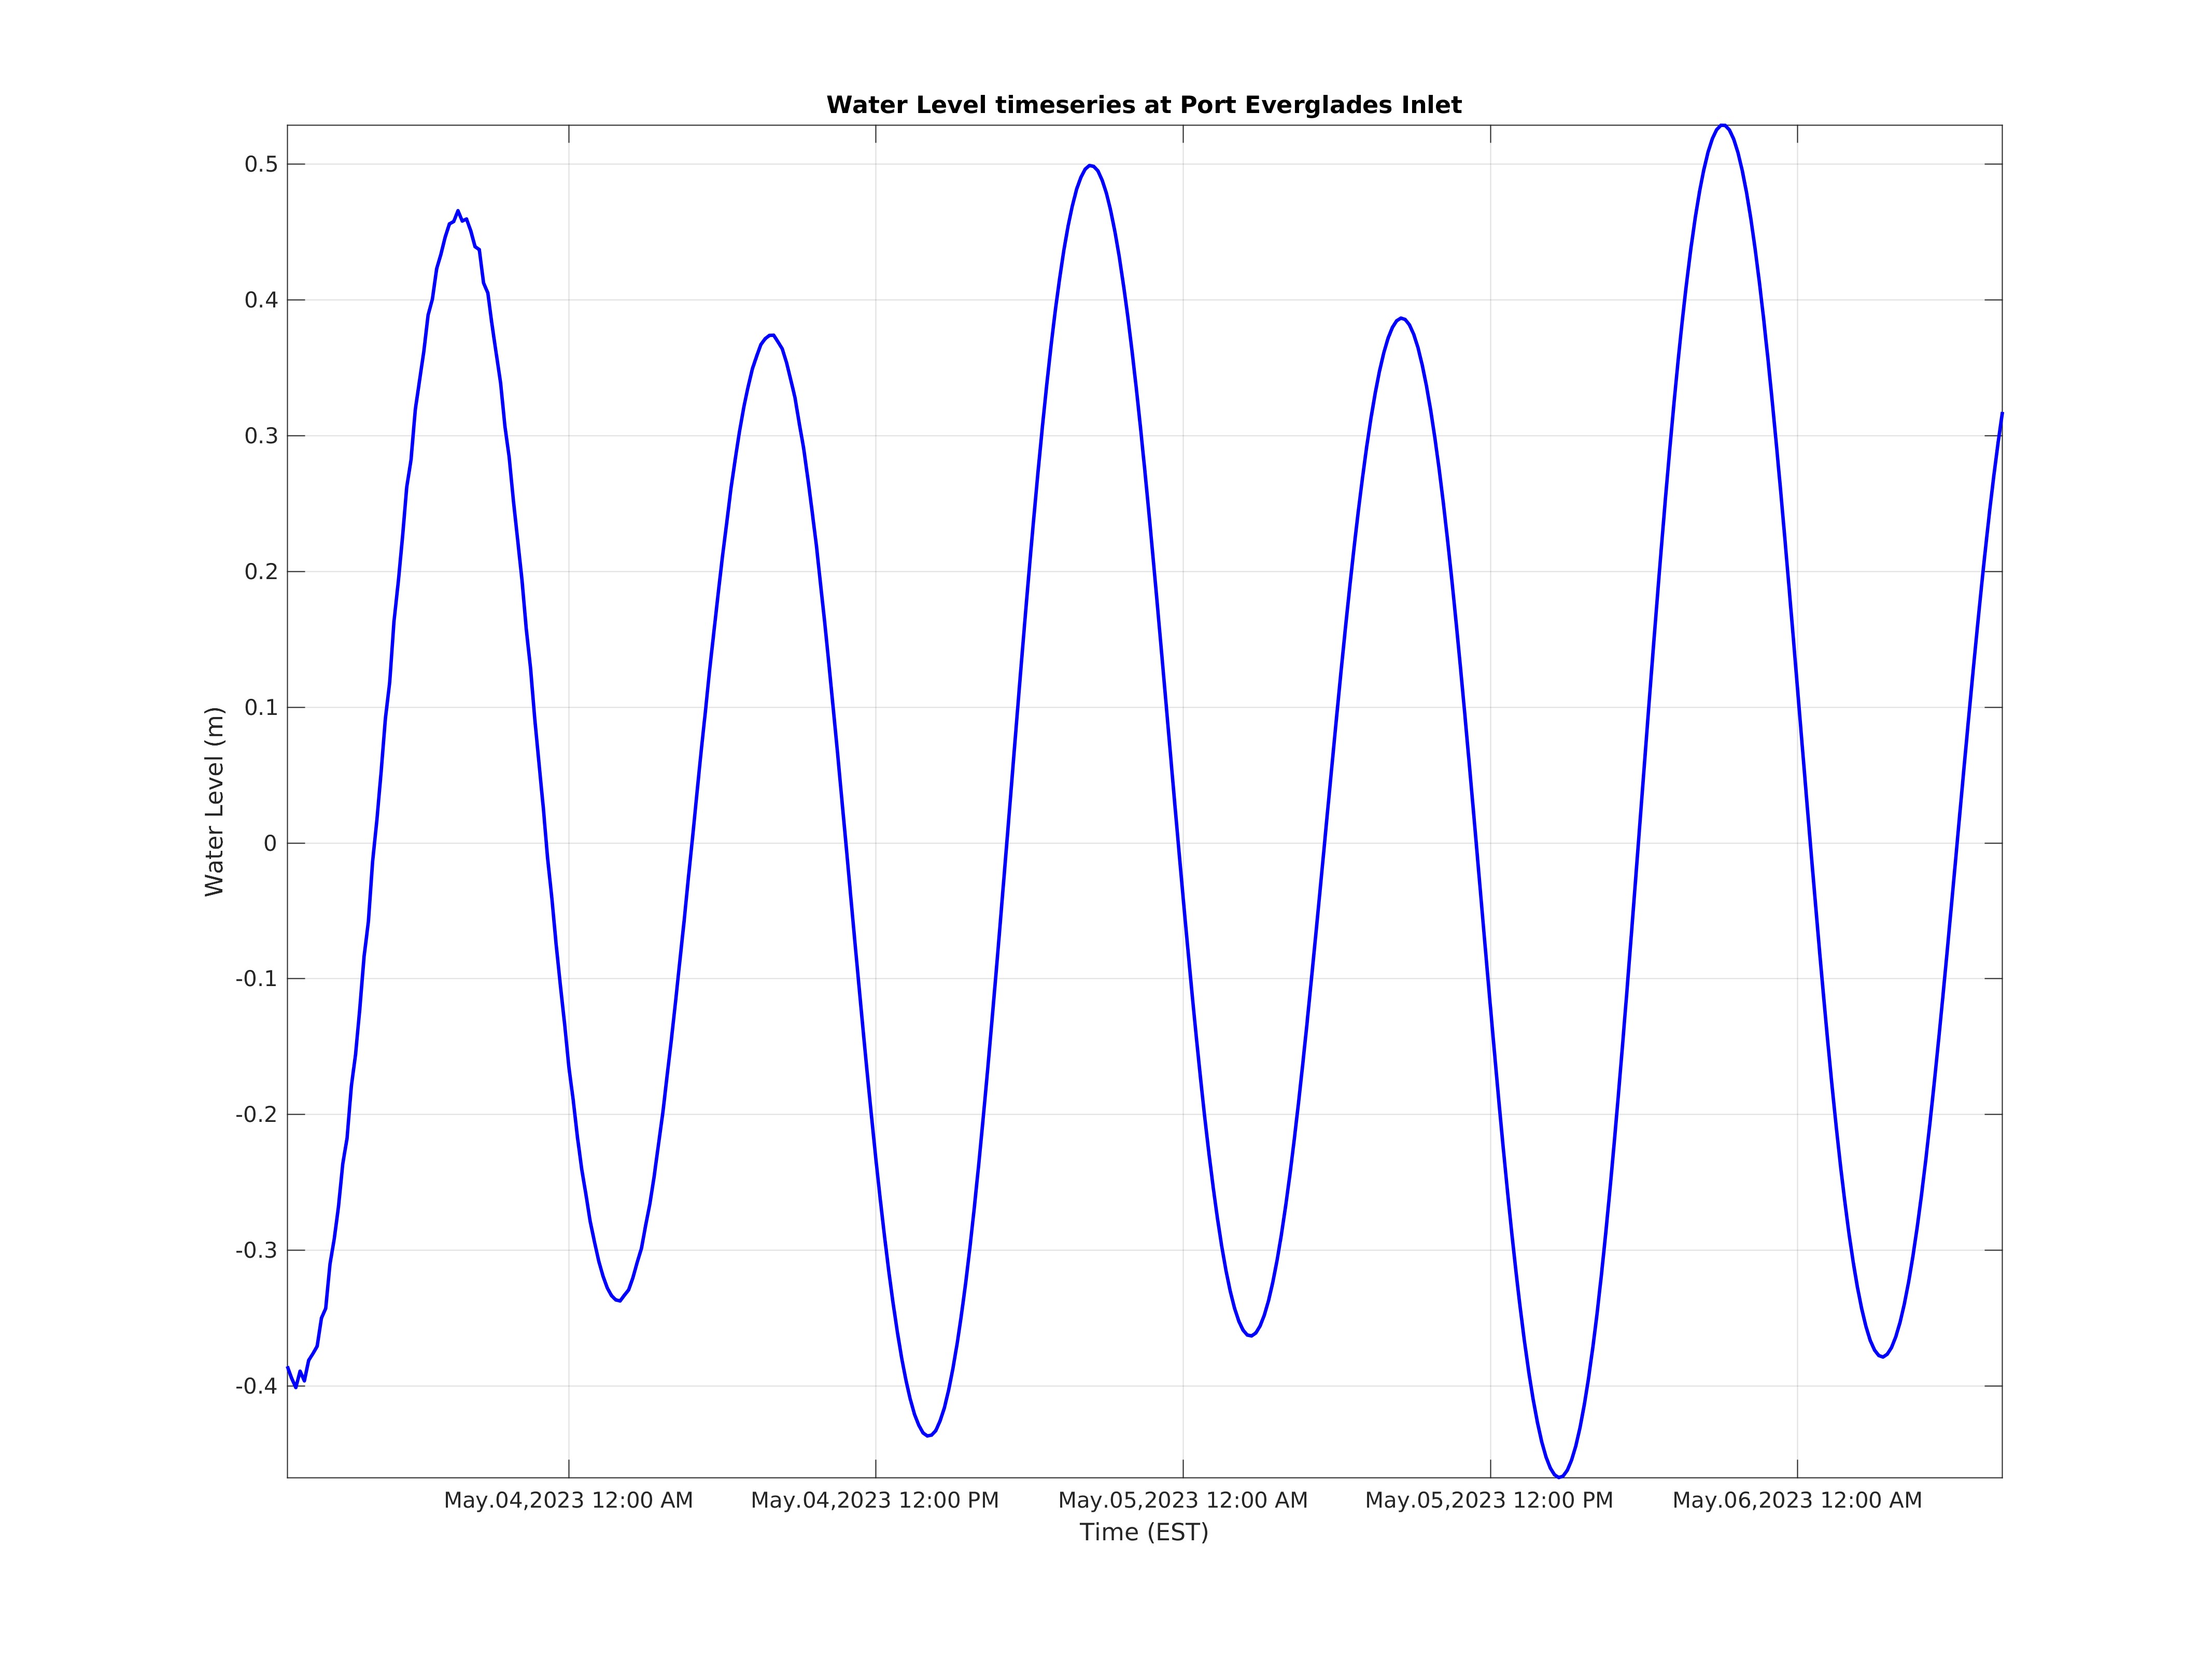 Water Level timeseries at Port Everglades Inlet
0.5
0.4
0.3
0.2
0.1
0
-0.1
-0.2
-0.3
-0.4
Water Level (m)
May.04,2023 12:00 AM
May.04,2023 12:00 PM
May.05,2023 12:00 AM
May.05,2023 12:00 PM
May.06,2023 12:00 AM
Time (EST)